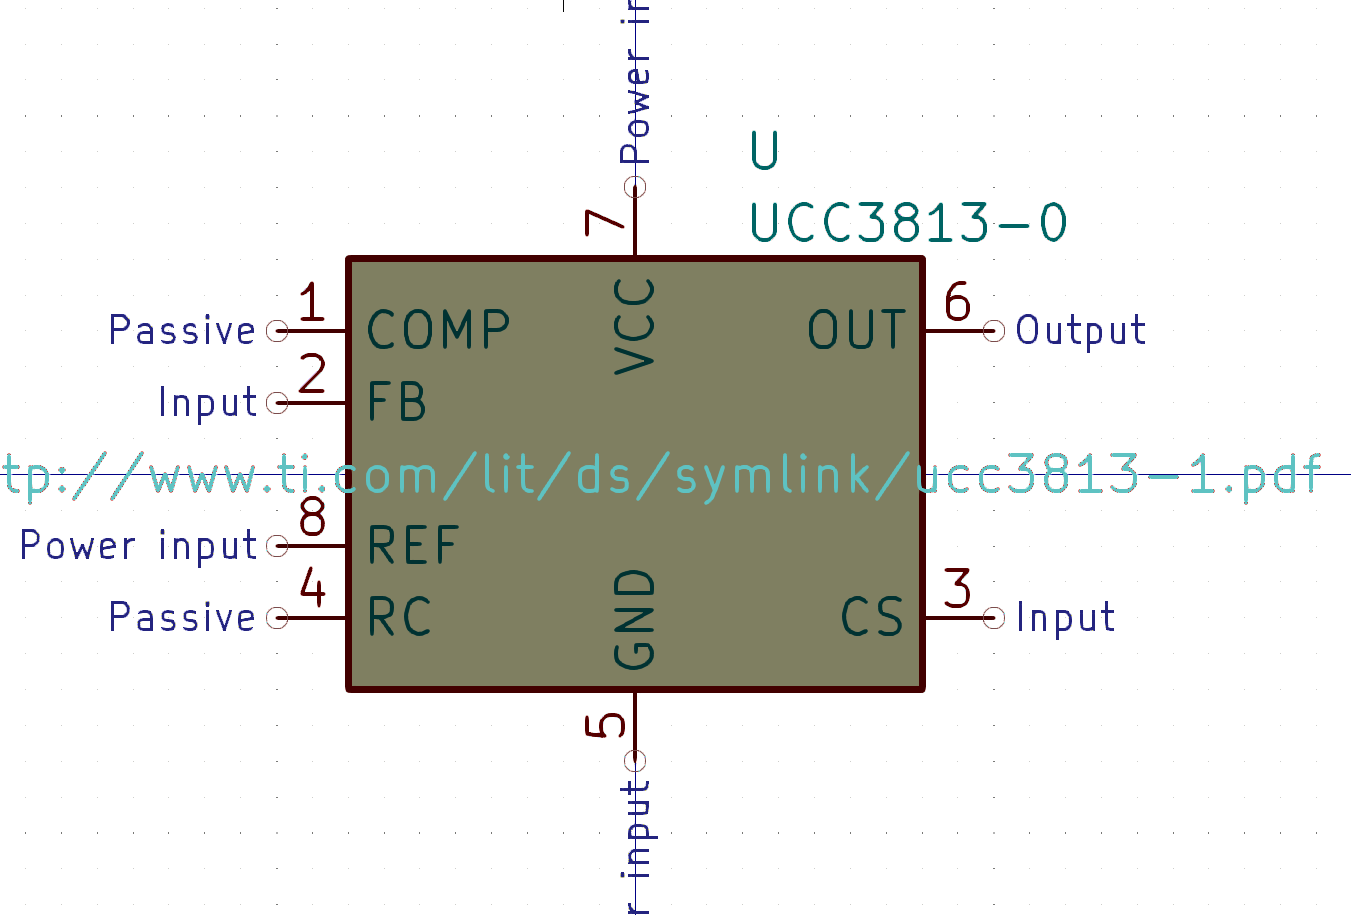 Power in
U
UCC3813-0
7
VCC
Passive 1 COMP
OUT 6 Output
Input 2 FB
tp://www.ti.com/lit/ds/symlink/ucc3813-1.pdf
Power input 8 REF
Passive 4 RC
CS 3 Input
GND
5
r input